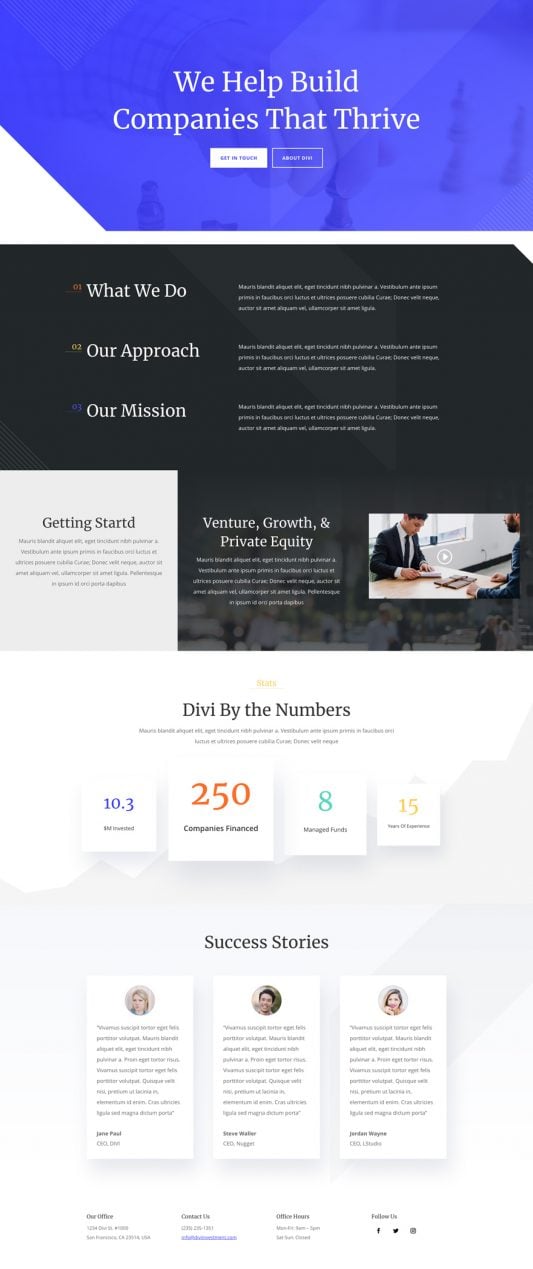 We Help Build
Companies That Thrive
GET IN TOUCH
ABOUT DIVI
01 What We Do
Mauris blandit aliquet elit, eget tincidunt nibh pulvinar a. Vestibulum ante ipsum
primis in faucibus orci luctus et ultrices posuere cubilia Curae; Donec velit neque,
auctor sit amet aliquam vel, ullamcorper sit amet ligula.
02 Our Approach
Mauris blandit aliquet elit, eget tincidunt nibh pulvinar a. Vestibulum ante ipsum
primis in faucibus orci luctus et ultrices posuere cubilia Curae; Donec velit neque,
auctor sit amet aliquam vel, ullamcorper sit amet ligula.
03 Our Mission
Mauris blandit aliquet elit, eget tincidunt nibh pulvinar a. Vestibulum ante ipsum
primis in faucibus orci luctus et ultrices posuere cubilia Curae; Donec velit neque,
auctor sit amet aliquam vel, ullamcorper sit amet ligula.
Getting Startd
Mauris blandit aliquet elit, eget tincidunt nibh pulvinar a.
Vestibulum ante ipsum primis in faucibus orci luctus et
ultrices posuere cubilia Curae; Donec velit neque, auctor sit
amet aliquam vel, ullamcorper sit amet ligula. Pellentesque
in ipsum id orci porta dapibus
Venture, Growth, &
Private Equity
Mauris blandit aliquet elit, eget tincidunt nibh pulvinar a.
Vestibulum ante ipsum primis in faucibus orci luctus et
ultrices posuere cubilia Curae; Donec velit neque, auctor sit
amet aliquam vel, ullamcorper sit amet ligula. Pellentesque
in ipsum id orci porta dapibus
Stats
Divi By the Numbers
Mauris blandit aliquet elit, eget tincidunt nibh pulvinar a. Vestibulum ante ipsum primis in faucibus orci
luctus et ultrices posuere cubilia Curae; Donec velit neque
10.3
$M Invested
250
Companies Financed
8
Managed Funds
15
Years Of Experience
Success Stories
"Vivamus suscipit tortor eget felis
porttitor volutpat. Mauris blandit
aliquet elit, eget tincidunt nibh
pulvinar a. Proin eget tortor risus.
Vivamus suscipit tortor eget felis
porttitor volutpat. Quisque velit
nisi, pretium ut lacinia in,
elementum id enim. Cras ultricies
ligula sed magna dictum porta"
Jane Paul
CEO, DIVI
"Vivamus suscipit tortor eget felis
porttitor volutpat. Mauris blandit
aliquet elit, eget tincidunt nibh
pulvinar a. Proin eget tortor risus.
Vivamus suscipit tortor eget felis
porttitor volutpat. Quisque velit
nisi, pretium ut lacinia in,
elementum id enim. Cras ultricies
ligula sed magna dictum porta"
Steve Waller
CEO, Nugget
"Vivamus suscipit tortor eget felis
porttitor volutpat. Mauris blandit
aliquet elit, eget tincidunt nibh
pulvinar a. Proin eget tortor risus.
Vivamus suscipit tortor eget felis
porttitor volutpat. Quisque velit
nisi, pretium ut lacinia in,
elementum id enim. Cras ultricies
ligula sed magna dictum porta"
Jordan Wayne
CEO, LStudio
Our Office
1234 Divi St. #1000
San Francisco, CA 23514, USA
Contact Us
(235) 235-1351
info@diviinvestment.com
Office Hours
Mon-Fri: 9am – 5pm
Sat-Sun: Closed
Follow Us